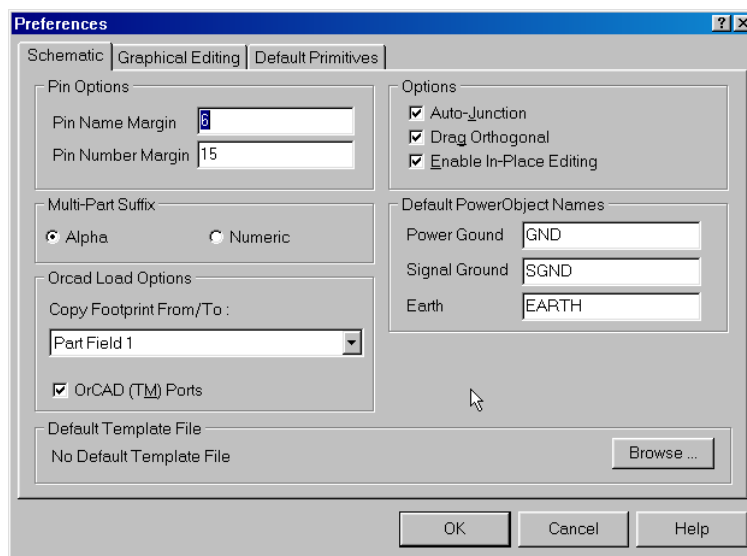 Preferences
Schematic Graphical Editing Default Primitives
Pin Options
Pin Name Margin 6
Pin Number Margin 15
Options
Auto-Junction
Drag Orthogonal
Enable In-Place Editing
Multi-Part Suffix
Alpha Numeric
Default PowerObject Names
Power Gound GND
Signal Ground SGND
Earth EARTH
Orcad Load Options
Copy Footprint From/To :
Part Field 1
OrCAD (TM) Ports
Default Template File
No Default Template File
Browse ...
OK Cancel Help